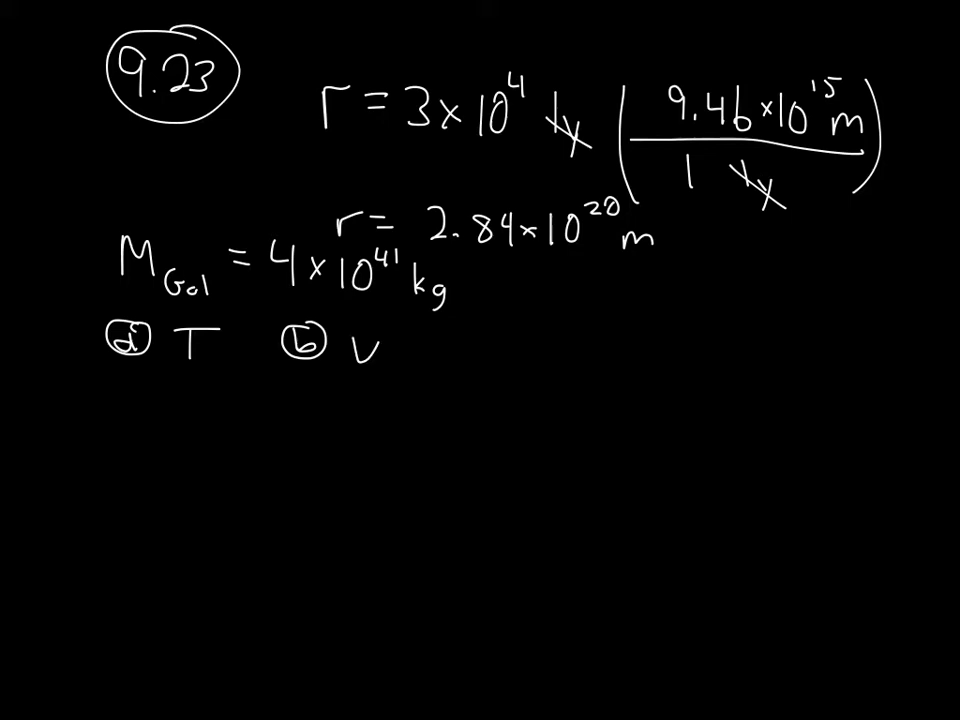 9.23
r = 3 × 10⁴ ly ( 9.46 × 10¹⁵ m / 1 ly )
r = 2.84 × 10²⁰ m
M_Gal = 4 × 10⁴¹ kg
ⓐ T ⓑ v